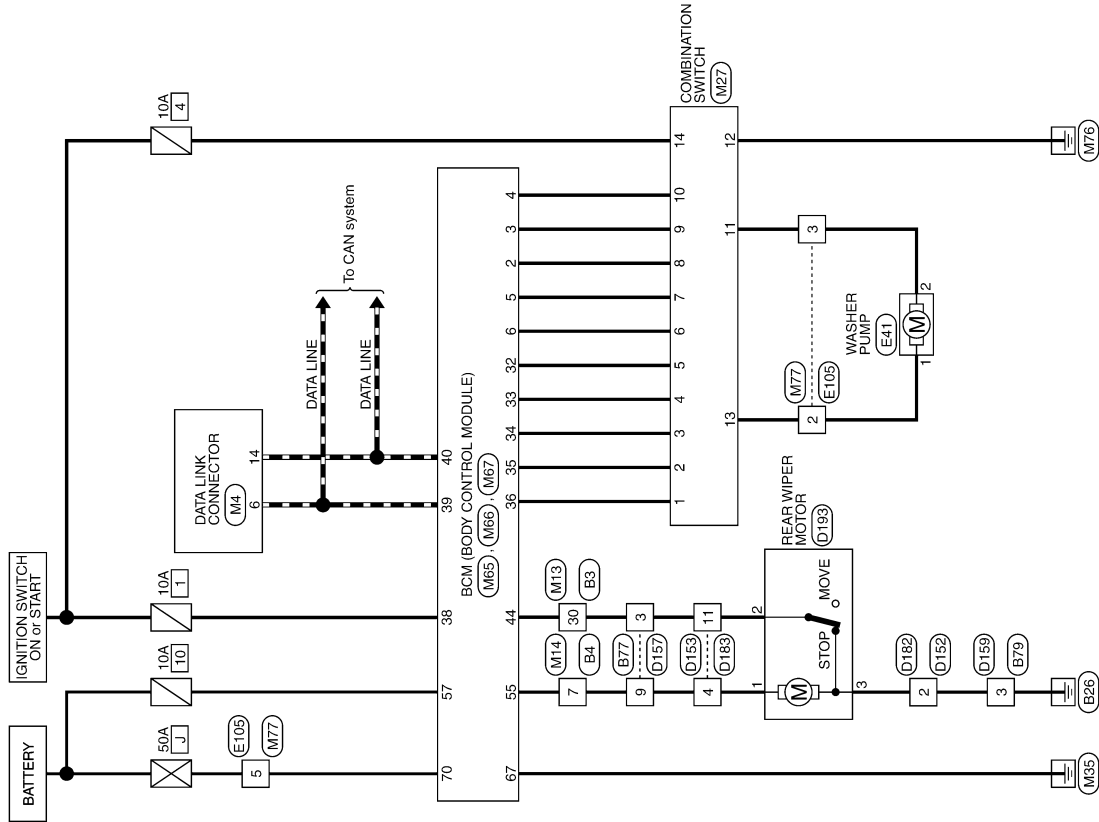 BATTERY
IGNITION SWITCH
ON or START
50A
J
10A
10
10A
1
10A
4
E105
M77
5
DATA LINK
CONNECTOR
M4
6
14
DATA LINE
DATA LINE
To CAN system
70
57
38
39
40
BCM (BODY CONTROL MODULE)
M65 , M66 , M67
67
55
44
36
35
34
33
32
6
5
2
3
4
COMBINATION
SWITCH
M27
1
2
3
4
5
6
7
8
9
10
14
13
11
12
M14
B4
7
M13
B3
30
B77
D157
9
3
D153
D183
4
11
REAR WIPER
MOTOR
D193
1
2
M
STOP
MOVE
3
D182
D152
2
D159
B79
3
M77
E105
2
3
WASHER
PUMP
E41
1
M
2
M35
B26
M76